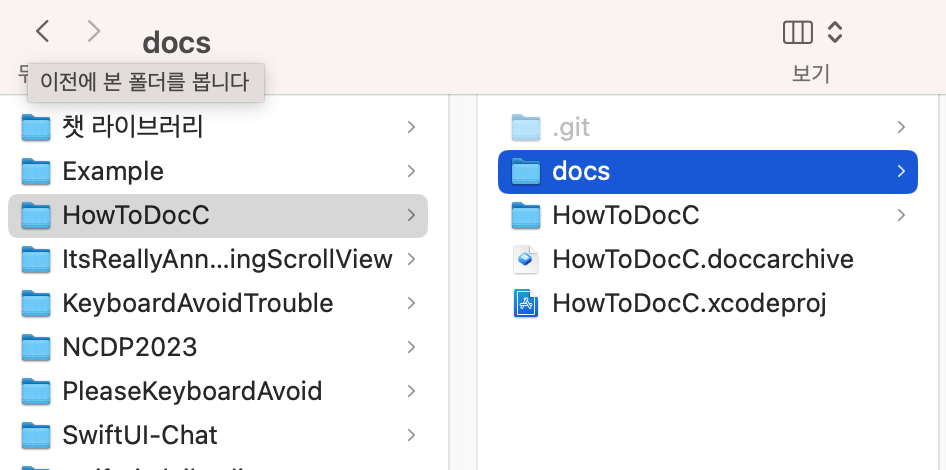 docs
보기
이전에 본 폴더를 봅니다
챗 라이브러리
Example
HowToDocC
ItsReallyAnn...ingScrollView
KeyboardAvoidTrouble
NCDP2023
PleaseKeyboardAvoid
SwiftUI-Chat
.git
docs
HowToDocC
HowToDocC.doccarchive
HowToDocC.xcodeproj